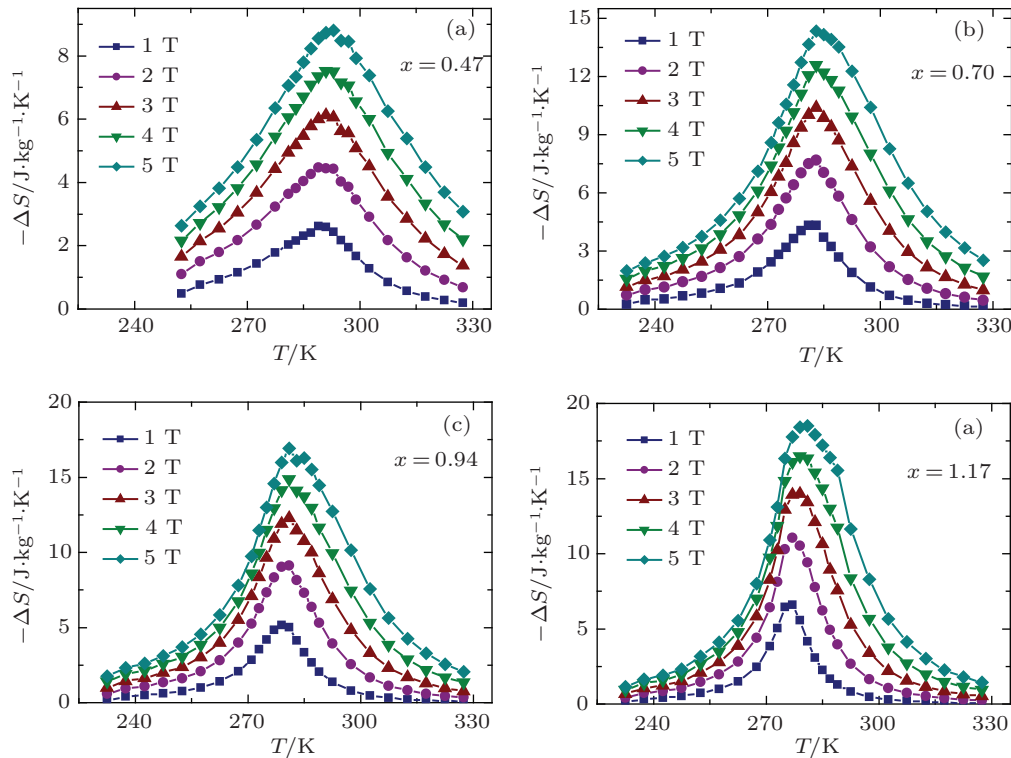 (a)
x = 0.47
1 T
2 T
3 T
4 T
5 T
−ΔS/J·kg⁻¹·K⁻¹
8
6
4
2
0
240
270
300
330
T/K
(b)
x = 0.70
1 T
2 T
3 T
4 T
5 T
−ΔS/J·kg⁻¹·K⁻¹
15
12
9
6
3
0
240
270
300
330
T/K
(c)
x = 0.94
1 T
2 T
3 T
4 T
5 T
−ΔS/J·kg⁻¹·K⁻¹
20
15
10
5
0
240
270
300
330
T/K
(a)
x = 1.17
1 T
2 T
3 T
4 T
5 T
−ΔS/J·kg⁻¹·K⁻¹
20
15
10
5
0
240
270
300
330
T/K